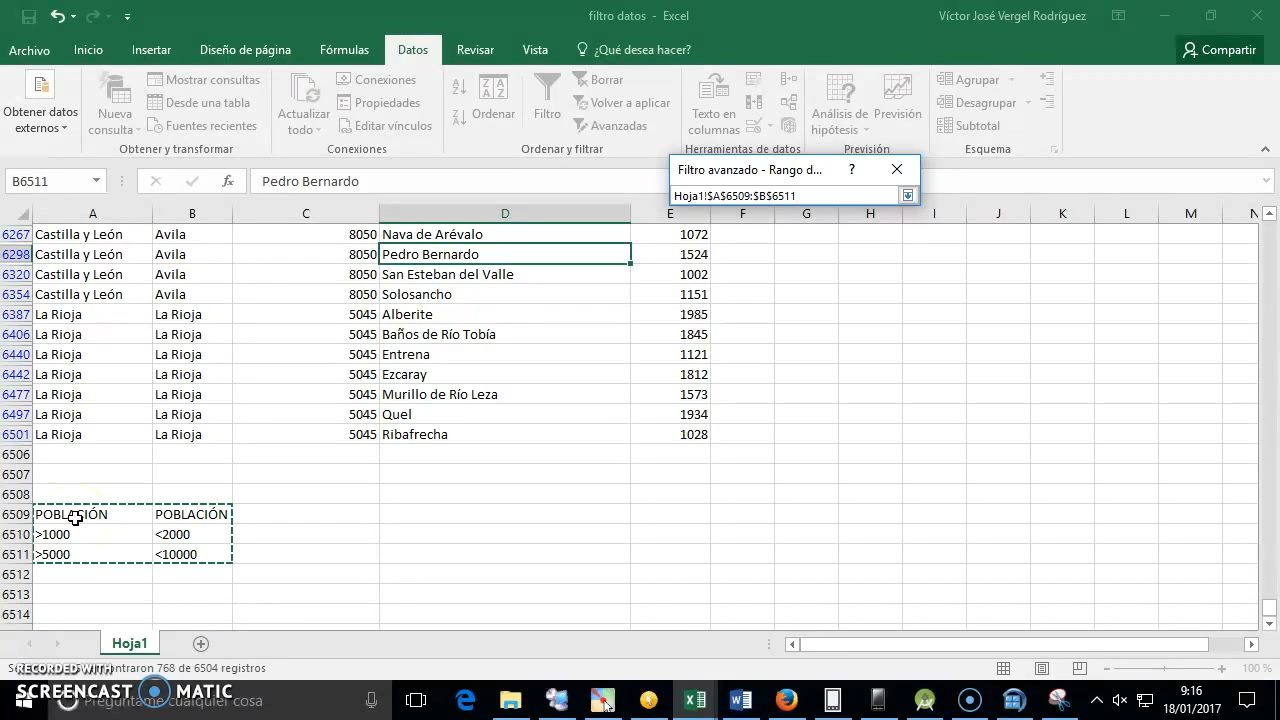 filtro datos - Excel
Víctor José Vergel Rodríguez
Archivo Inicio Insertar Diseño de página Fórmulas Datos Revisar Vista ¿Qué desea hacer? Compartir
Obtener datos externos
Nueva consulta
Mostrar consultas
Desde una tabla
Fuentes recientes
Obtener y transformar
Actualizar todo
Conexiones
Propiedades
Editar vínculos
Conexiones
Ordenar
Filtro
Borrar
Volver a aplicar
Avanzadas
Ordenar y filtrar
Texto en columnas
Herramientas de datos
Análisis de hipótesis
Previsión
Previsión
Agrupar
Desagrupar
Subtotal
Esquema
Filtro avanzado - Rango d... ?
Hoja1!$A$6509:$B$6511
B6511 fx Pedro Bernardo
A B C D E F G H I J K L M N
6267 Castilla y León Avila 8050 Nava de Arévalo 1072
6298 Castilla y León Avila 8050 Pedro Bernardo 1524
6320 Castilla y León Avila 8050 San Esteban del Valle 1002
6354 Castilla y León Avila 8050 Solosancho 1151
6387 La Rioja La Rioja 5045 Alberite 1985
6406 La Rioja La Rioja 5045 Baños de Río Tobía 1845
6440 La Rioja La Rioja 5045 Entrena 1121
6442 La Rioja La Rioja 5045 Ezcaray 1812
6477 La Rioja La Rioja 5045 Murillo de Río Leza 1573
6497 La Rioja La Rioja 5045 Quel 1934
6501 La Rioja La Rioja 5045 Ribafrecha 1028
6506
6507
6508
6509 POBLACIÓN POBLACIÓN
6510 >1000 <2000
6511 >5000 <10000
6512
6513
6514
Hoja1
768 de 6504 registros
100 %
RECORDED WITH
SCREENCAST MATIC
Pregúntame cualquier cosa
9:16
18/01/2017